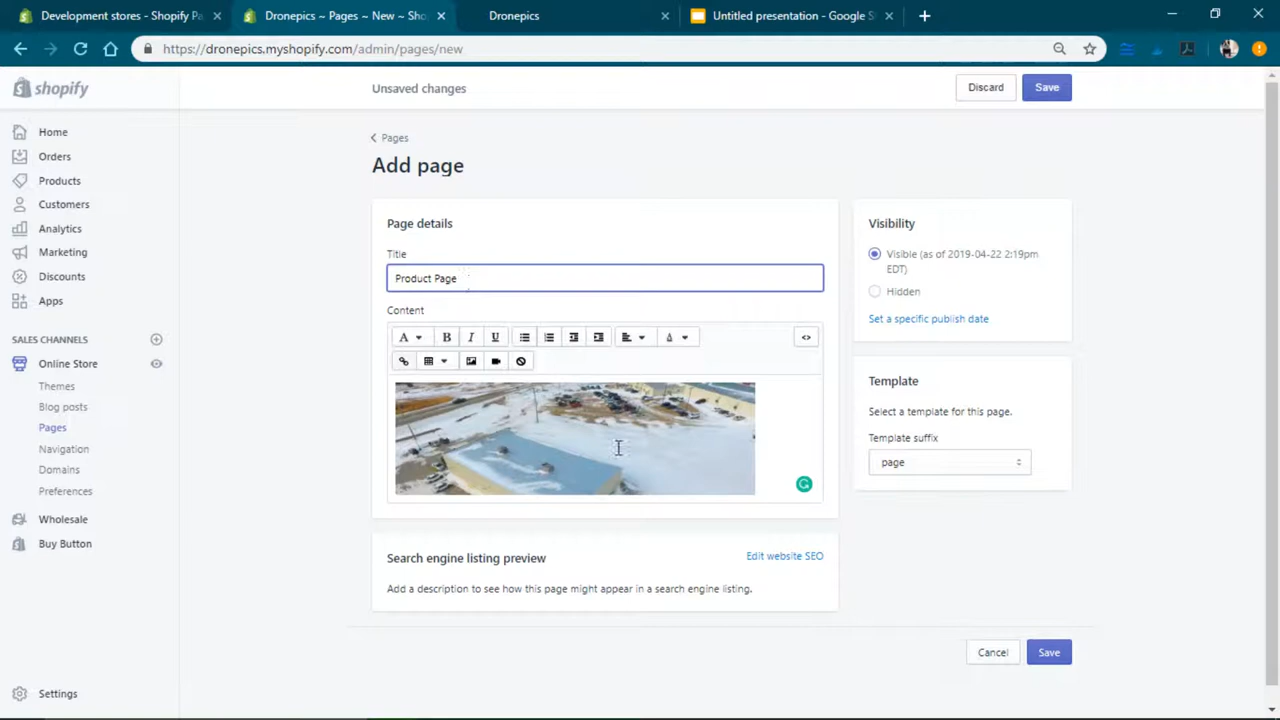 Development stores - Shopify Pa
Dronepics ~ Pages ~ New ~ Sho
Dronepics
Untitled presentation - Google S
https://dronepics.myshopify.com/admin/pages/new
shopify
Unsaved changes
Discard
Save
Home
Orders
Products
Customers
Analytics
Marketing
Discounts
Apps
SALES CHANNELS
Online Store
Themes
Blog posts
Pages
Navigation
Domains
Preferences
Wholesale
Buy Button
Settings
Pages
Add page
Page details
Title
Product Page
Content
A
B
I
U
A
<>
Search engine listing preview
Edit website SEO
Add a description to see how this page might appear in a search engine listing.
Visibility
Visible (as of 2019-04-22 2:19pm
EDT)
Hidden
Set a specific publish date
Template
Select a template for this page.
Template suffix
page
Cancel
Save